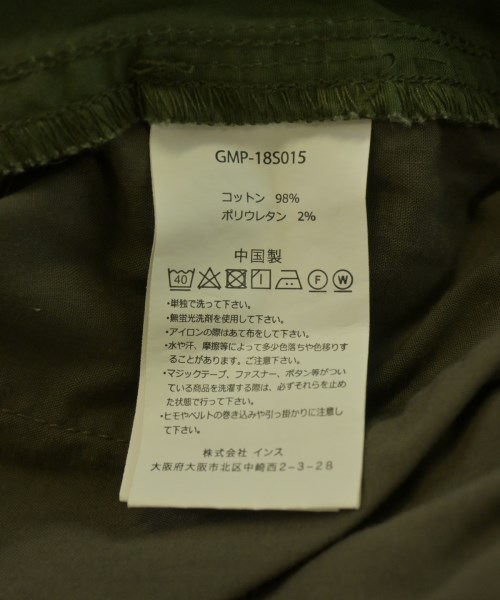 GMP-18S015
コットン 98%
ポリウレタン 2%
中国製
40 F W
・単独で洗って下さい。
・無蛍光洗剤を使用して下さい。
・アイロンの際はあて布をして下さい。
・水や汗、摩擦等によって多少色落ちや色移りす
ることがあります。ご注意下さい。
・マジックテープ、ファスナー、ボタン等がつい
ている商品を洗濯する際は、必ずそれらを止め
た状態で行って下さい。
・ヒモやベルトの巻き込みや引っ掛かりに注意し
て下さい。
株式会社 インス
大阪府大阪市北区中崎西2-3-28